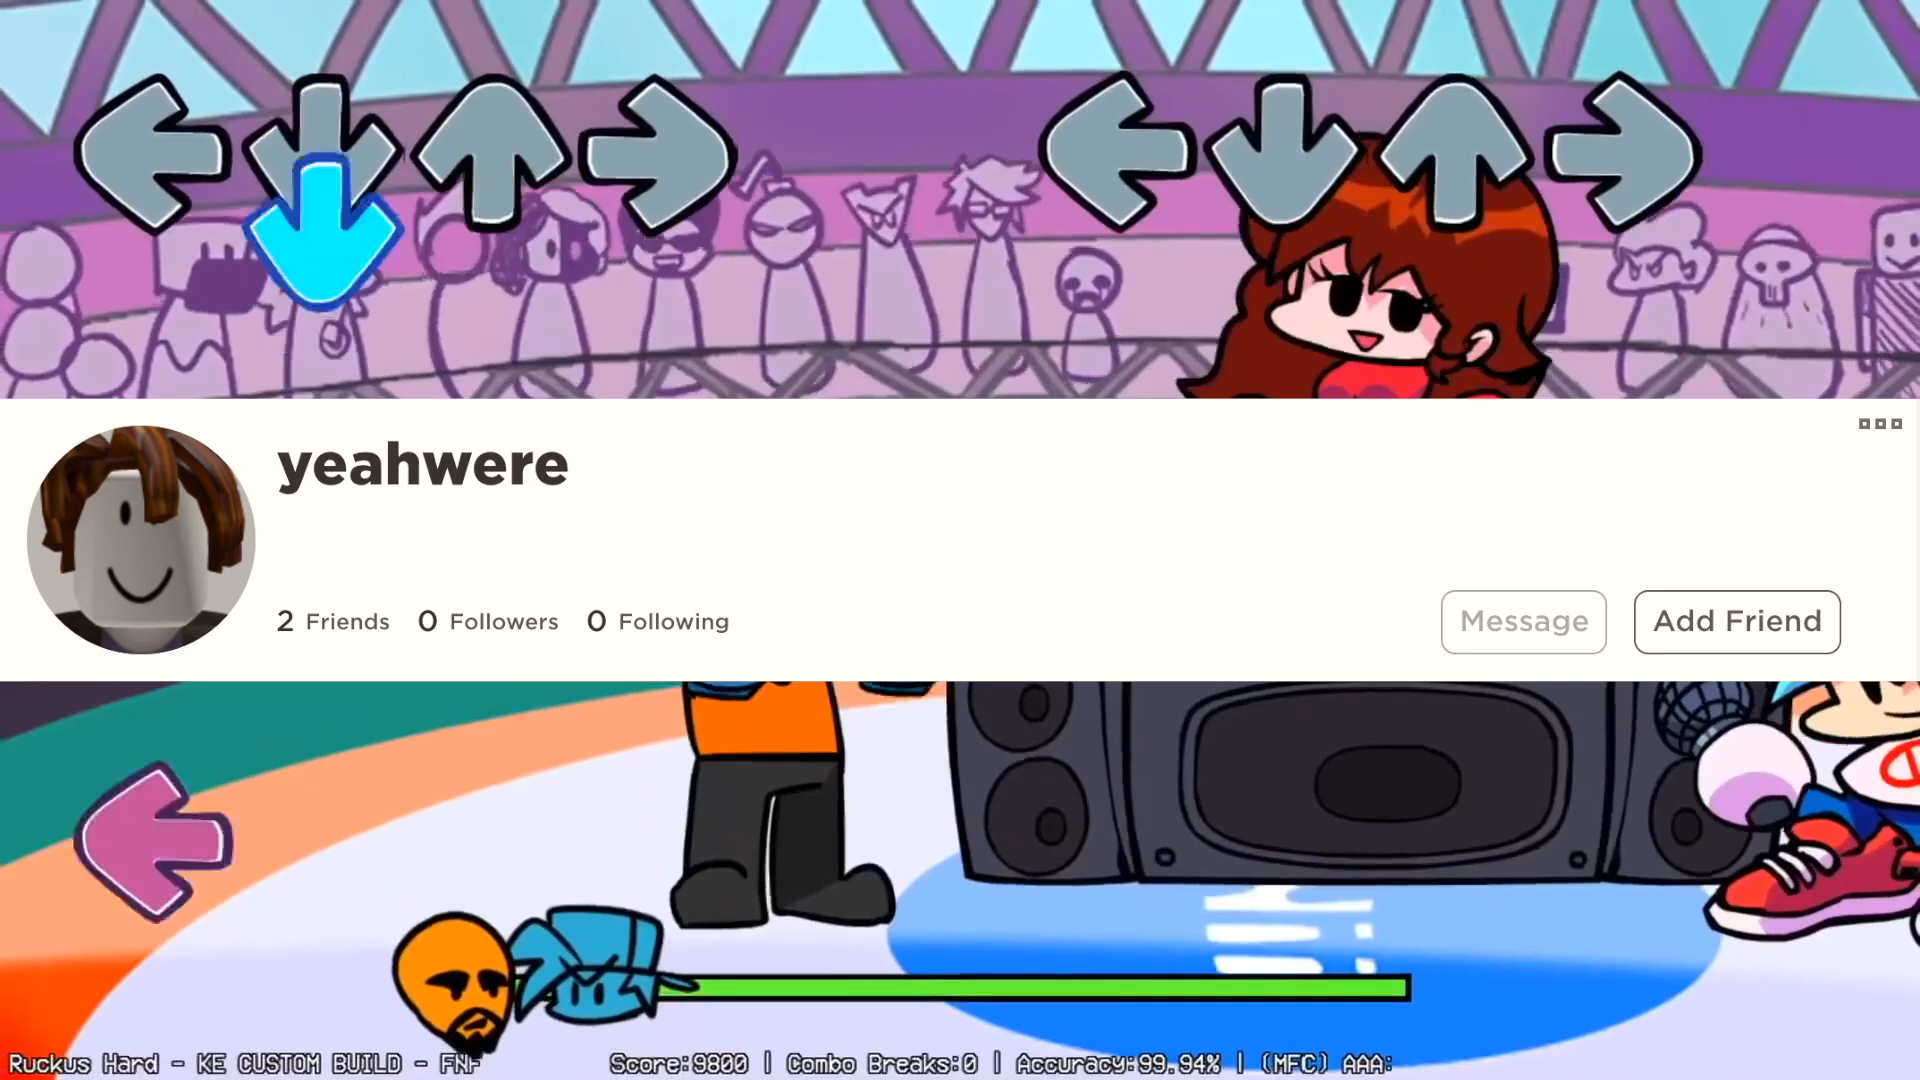 yeahwere
2 Friends 0 Followers 0 Following
Message Add Friend
Ruckus Hard - KE CUSTOM BUILD - FNF Score:9800 | Combo Breaks:0 | Accuracy:99.94% | (MFC) AAA: